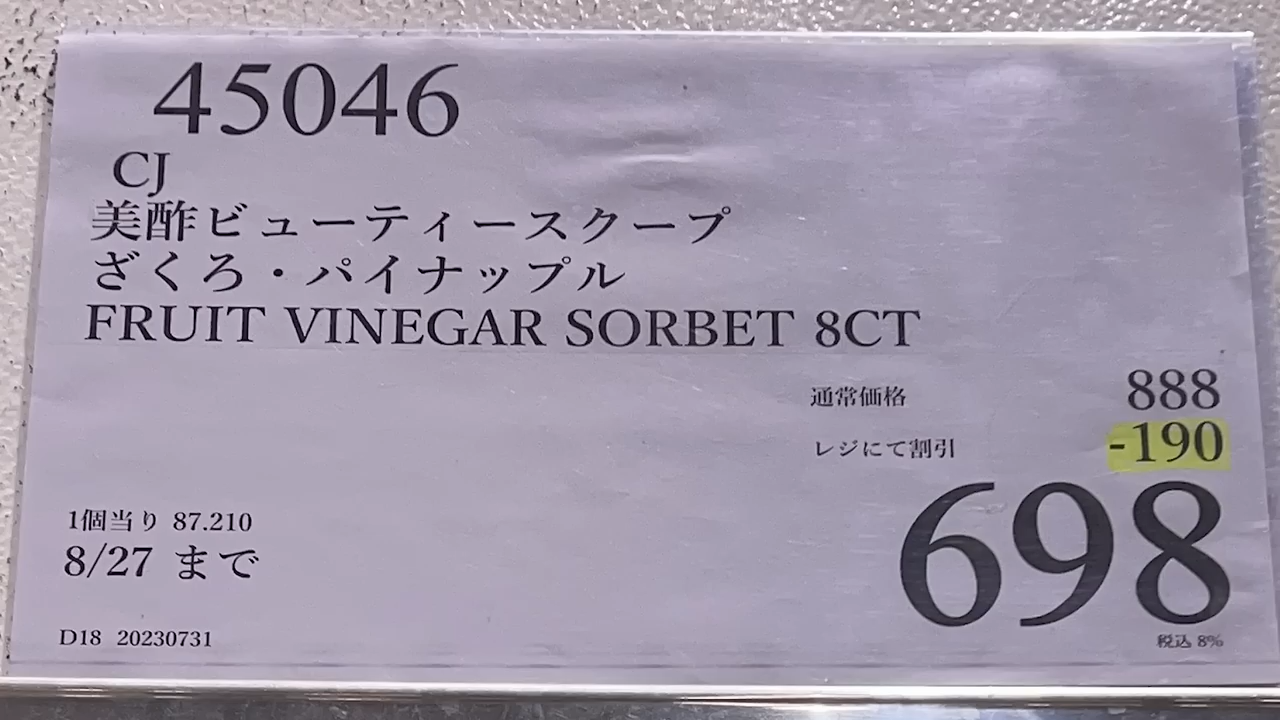 45046
CJ
美酢ビューティースクープ
ざくろ・パイナップル
FRUIT VINEGAR SORBET 8CT
通常価格 888
レジにて割引 -190
698
税込 8%
1個当り 87.210
8/27 まで
D18 20230731